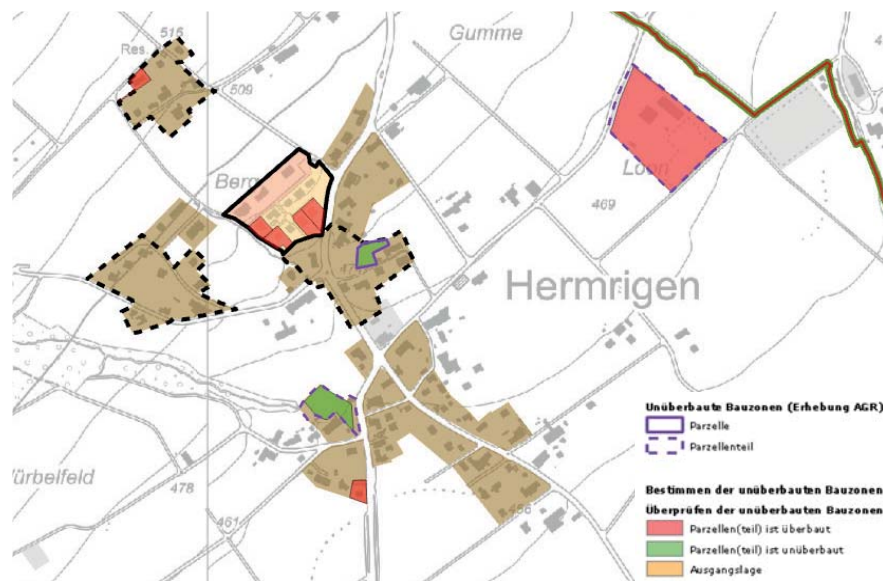 516
Gumme
Res.
509
Berg
Loon
469
Hermrigen
Unüberbaute Bauzonen (Erhebung AGR)
Parzelle
Parzellenteil
478
461
456
Bestimmen der unüberbauten Bauzonen
Überprüfen der unüberbauten Bauzonen
Parzellen(teil) ist überbaut
Parzellen(teil) ist unüberbaut
Ausgangslage